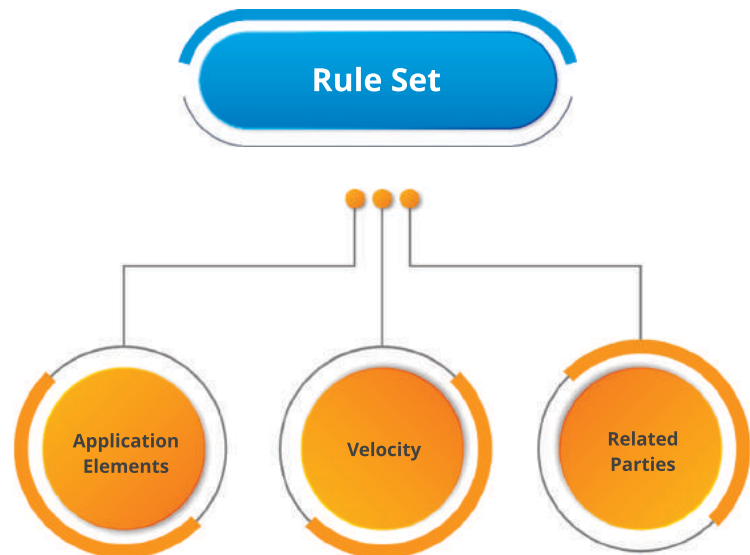 Rule Set
Application
Elements
Velocity
Related
Parties